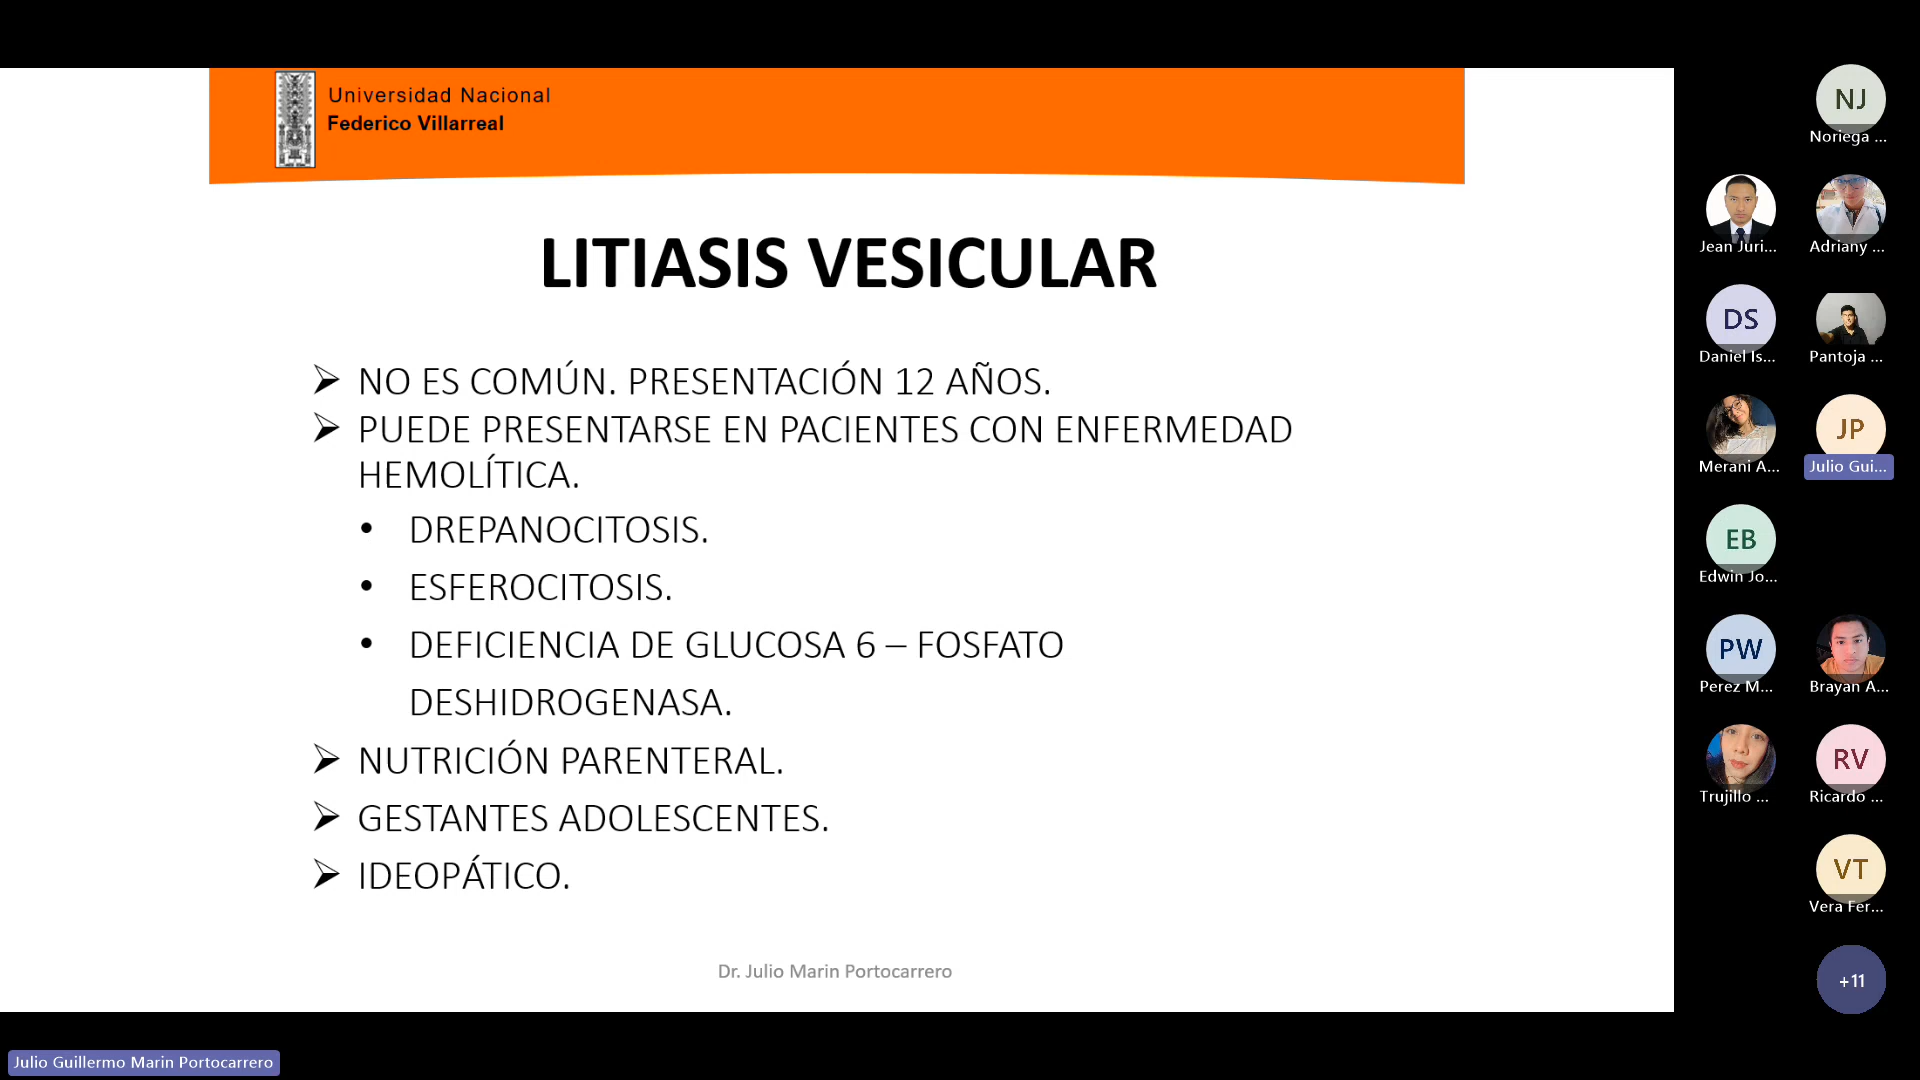 Universidad Nacional
Federico Villarreal
LITIASIS VESICULAR
➢ NO ES COMÚN. PRESENTACIÓN 12 AÑOS.
➢ PUEDE PRESENTARSE EN PACIENTES CON ENFERMEDAD
HEMOLÍTICA.
• DREPANOCITOSIS.
• ESFEROCITOSIS.
• DEFICIENCIA DE GLUCOSA 6 – FOSFATO
DESHIDROGENASA.
➢ NUTRICIÓN PARENTERAL.
➢ GESTANTES ADOLESCENTES.
➢ IDEOPÁTICO.
Dr. Julio Marin Portocarrero
Julio Guillermo Marin Portocarrero
NJ
Noriega ...
Jean Juri...
Adriany ...
DS
Daniel Is...
Pantoja ...
Merani A...
JP
Julio Gui...
EB
Edwin Jo...
PW
Perez M...
Brayan A...
Trujillo ...
RV
Ricardo ...
VT
Vera Fer...
+11